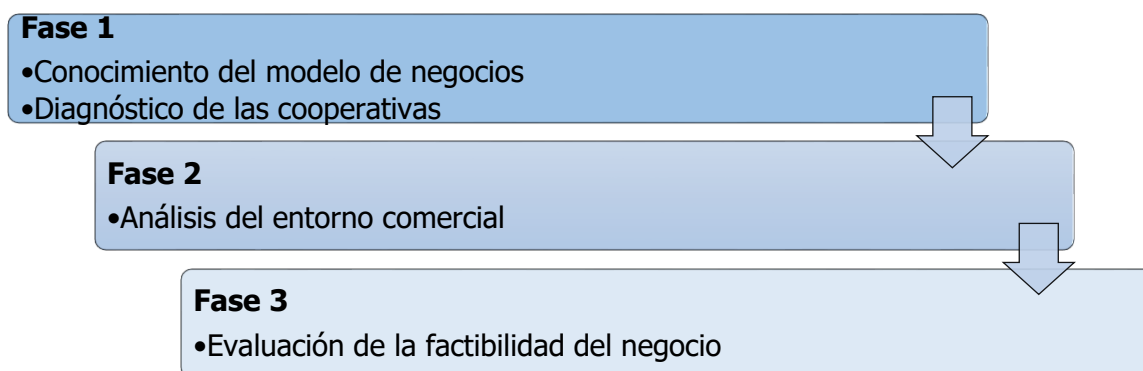 Fase 1
•Conocimiento del modelo de negocios
•Diagnóstico de las cooperativas
Fase 2
•Análisis del entorno comercial
Fase 3
•Evaluación de la factibilidad del negocio